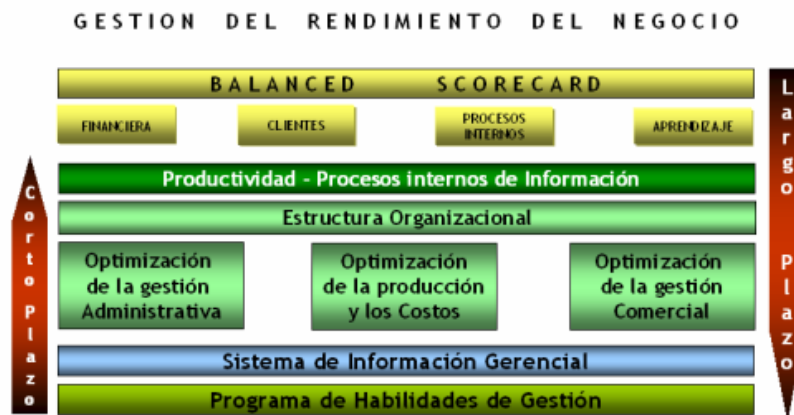 GESTION DEL RENDIMIENTO DEL NEGOCIO
BALANCED SCORECARD
FINANCIERA
CLIENTES
PROCESOS
INTERNOS
APRENDIZAJE
Productividad - Procesos internos de Información
Estructura Organizacional
Optimización
de la gestión
Administrativa
Optimización
de la producción
y los Costos
Optimización
de la gestión
Comercial
Sistema de Información Gerencial
Programa de Habilidades de Gestión
Corto Plazo
Largo Plazo